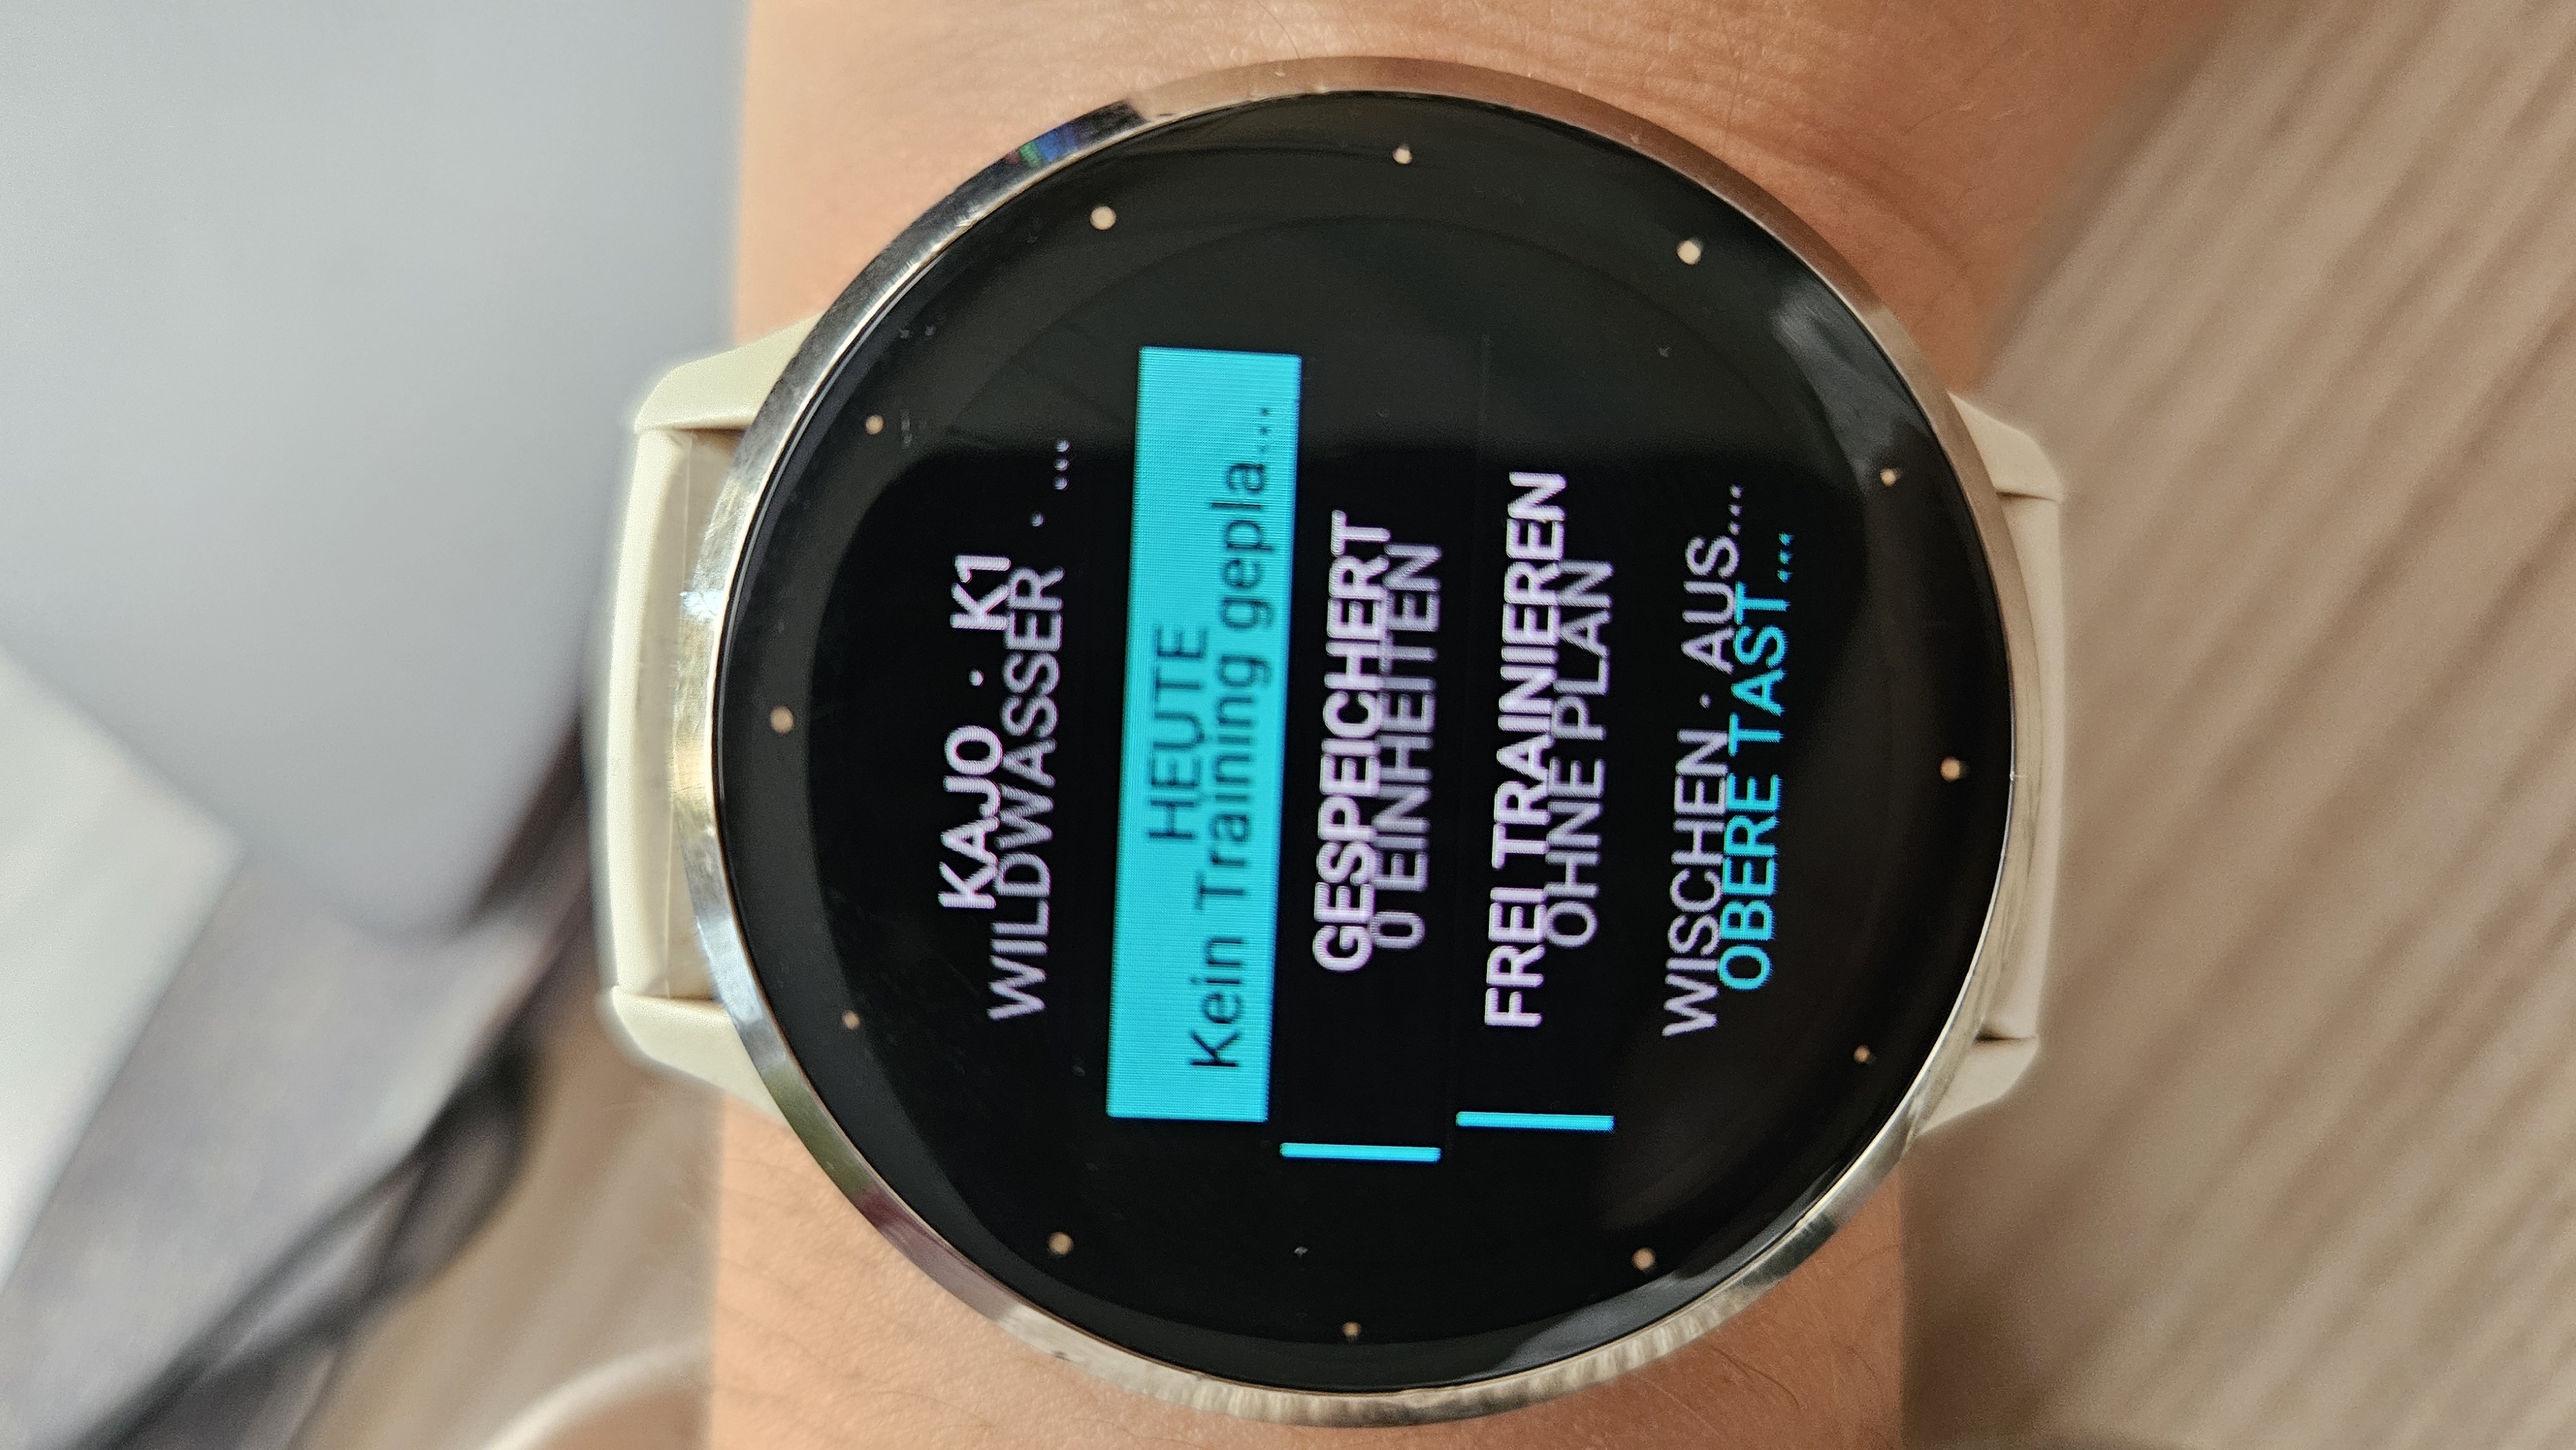 KAJO · K1
WILDWASSER · ...
HEUTE
Kein Training gepla...
GESPEICHERT
0 EINHEITEN
FREI TRAINIEREN
OHNE PLAN
WISCHEN · AUS...
OBERE TAST...